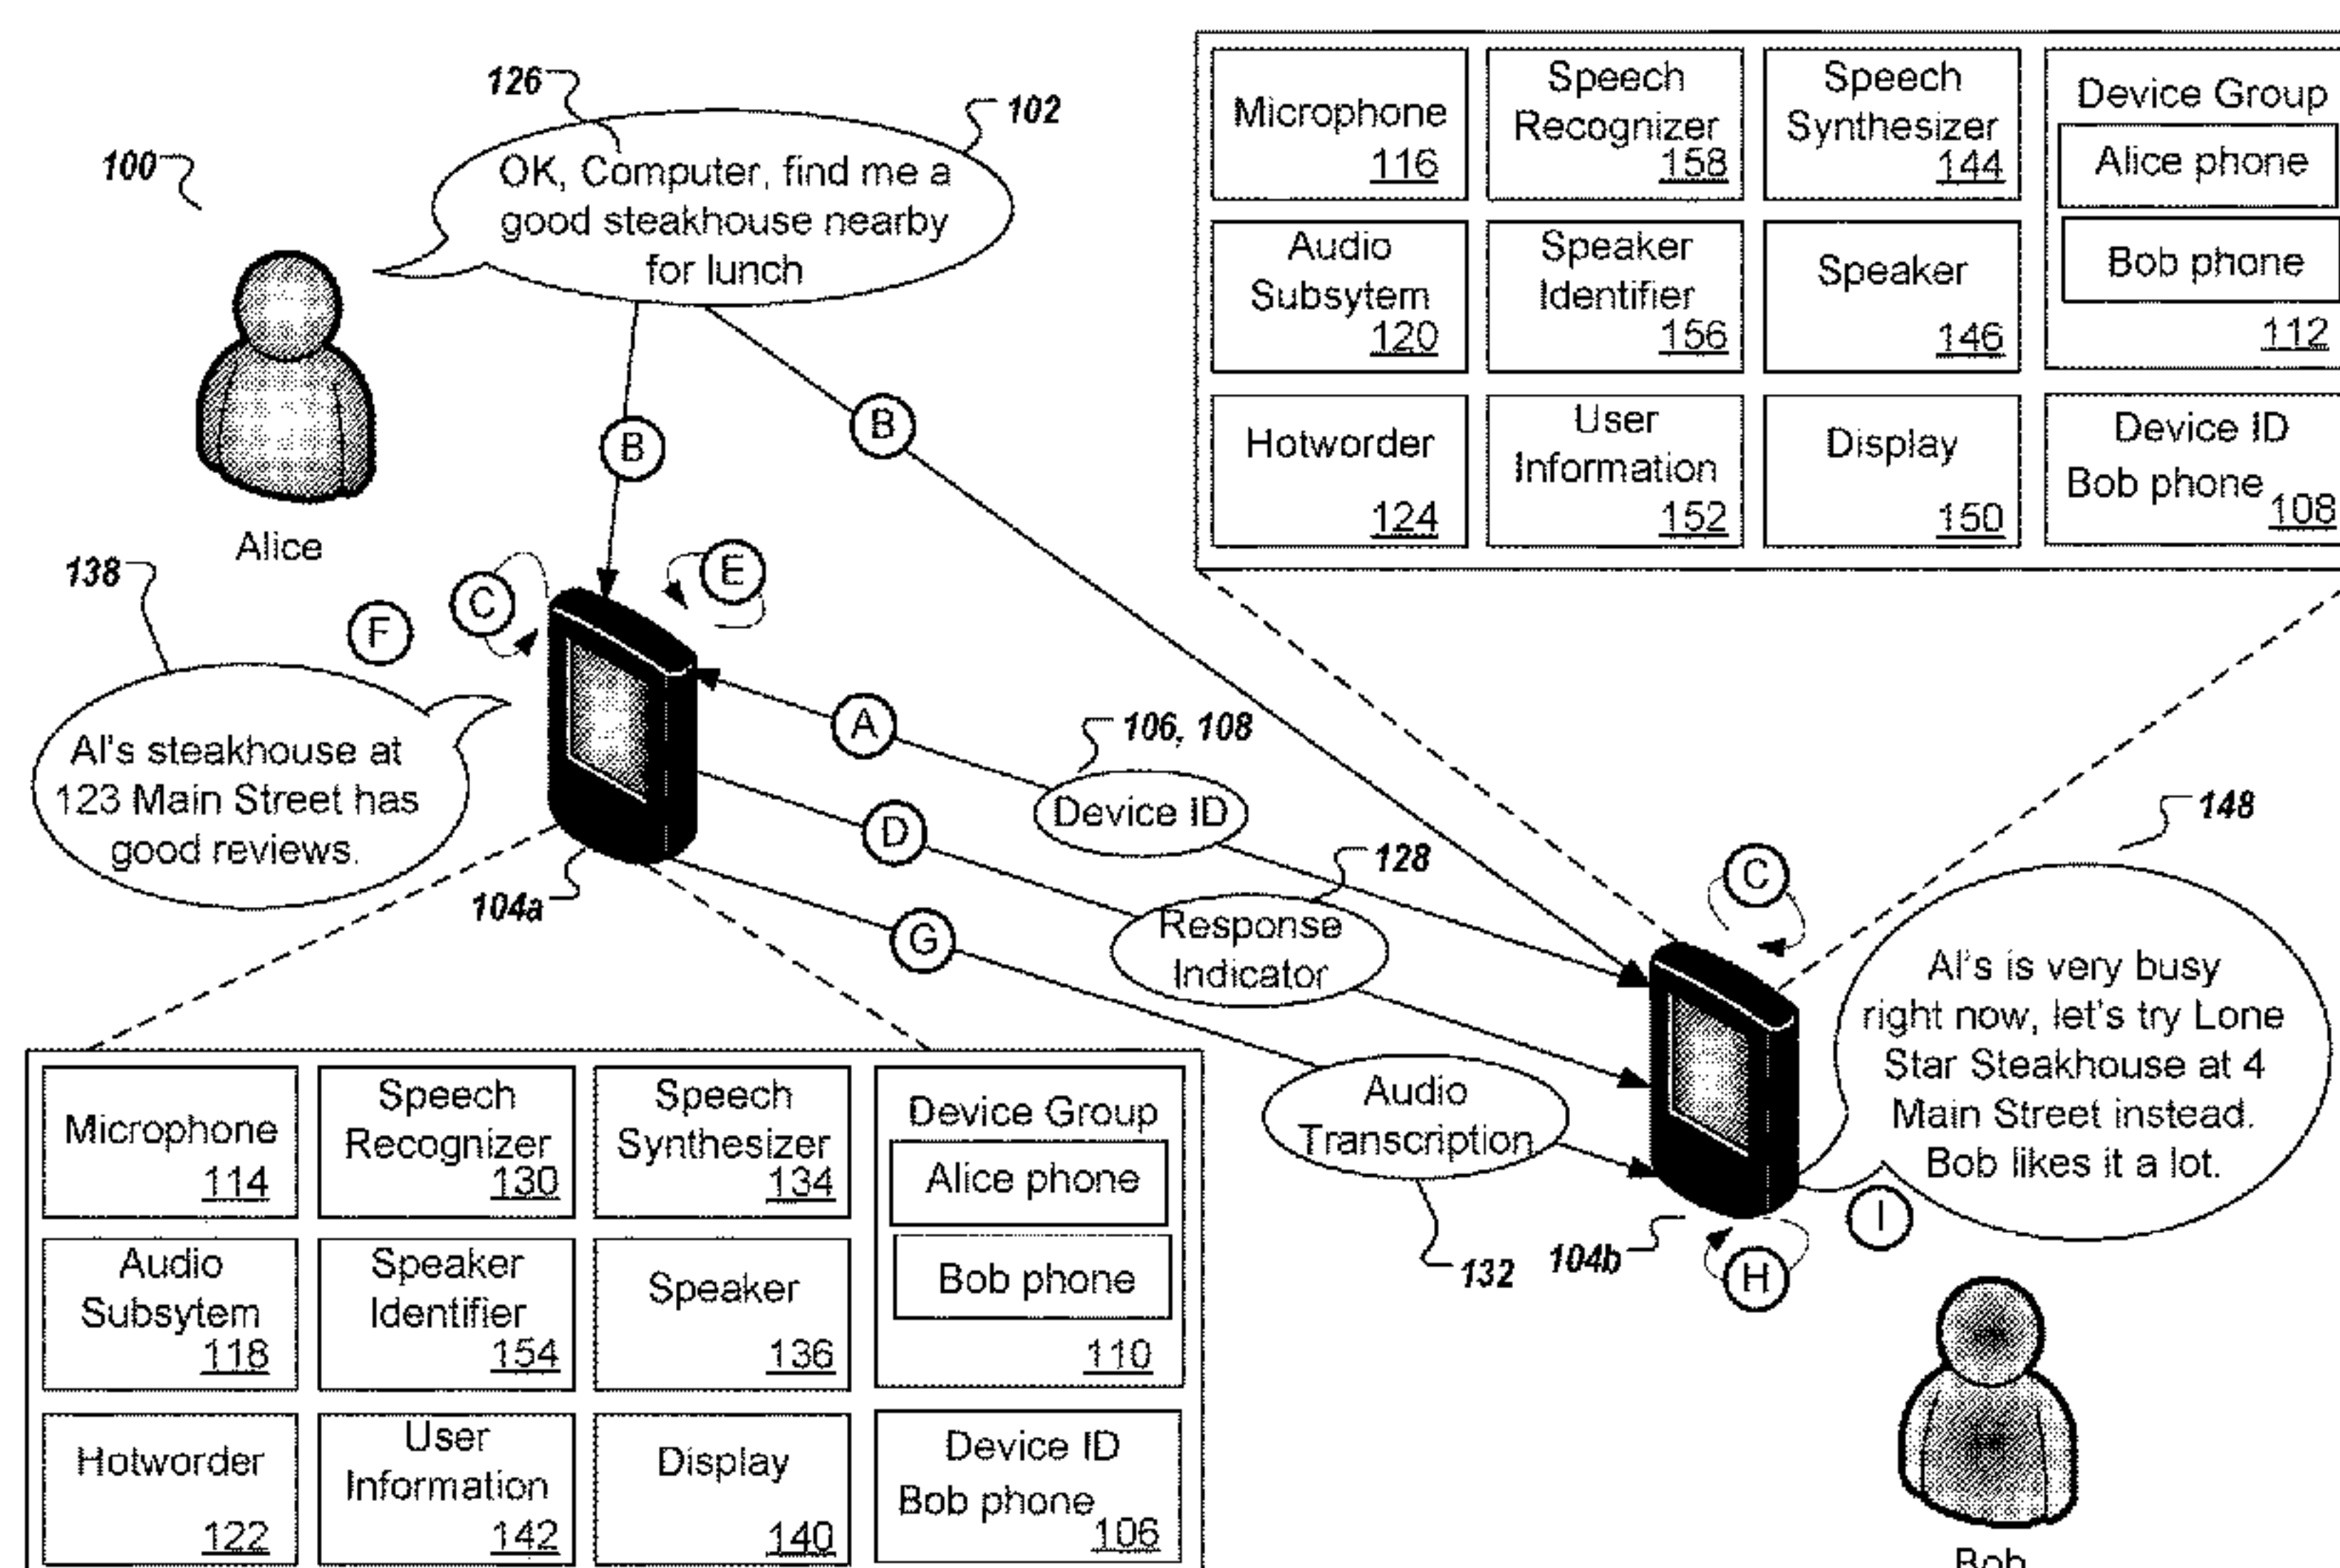 126
102
100
OK, Computer, find me a
good steakhouse nearby
for lunch
Alice
Microphone
116
Speech
Recognizer
158
Speech
Synthesizer
144
Device Group
Alice phone
Bob phone
112
Audio
Subsytem
120
Speaker
Identifier
156
Speaker
146
Hotworder
124
User
Information
152
Display
150
Device ID
Bob phone
108
B
B
C
E
F
138
Al's steakhouse at
123 Main Street has
good reviews.
104a
A
106, 108
Device ID
D
128
Response
Indicator
G
Audio
Transcription
132
C
148
Al's is very busy
right now, let's try Lone
Star Steakhouse at 4
Main Street instead.
Bob likes it a lot.
I
104b
H
Bob
Microphone
114
Speech
Recognizer
130
Speech
Synthesizer
134
Device Group
Alice phone
Bob phone
110
Audio
Subsytem
118
Speaker
Identifier
154
Speaker
136
Hotworder
122
User
Information
142
Display
140
Device ID
Bob phone
106